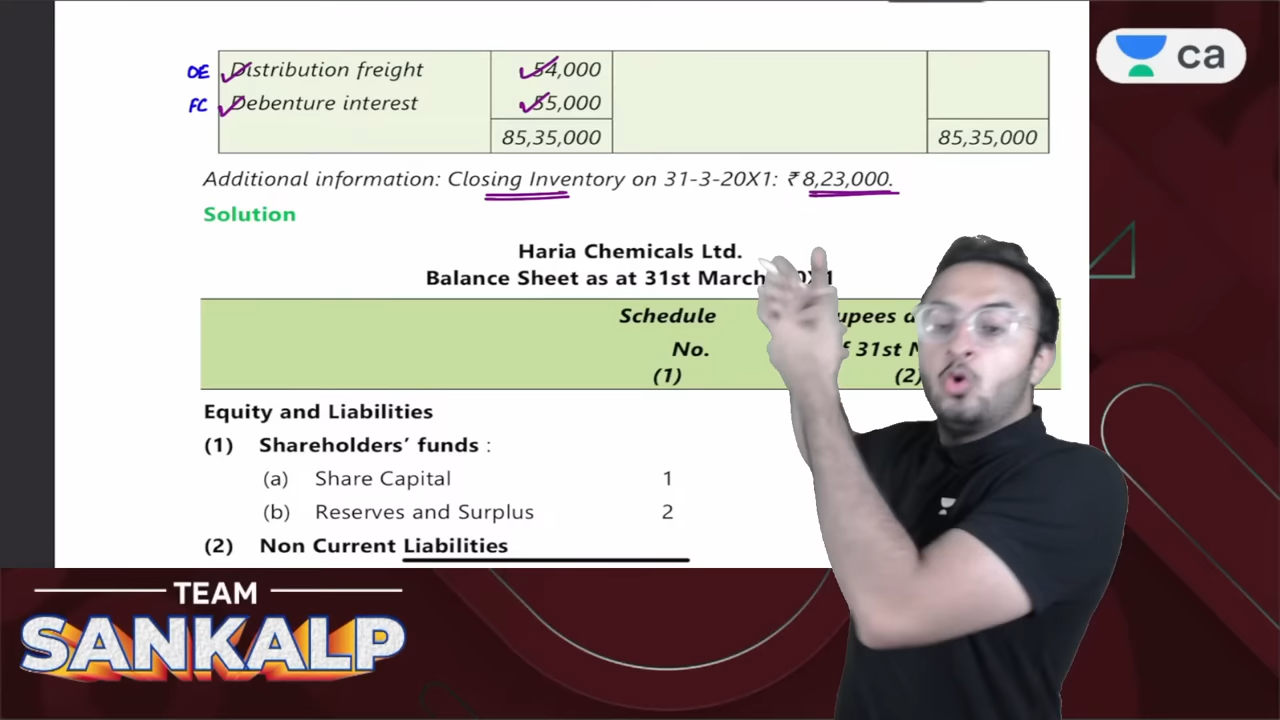 ca
OE Distribution freight 54,000
FC Debenture interest 55,000
85,35,000 85,35,000
Additional information: Closing Inventory on 31-3-20X1: ₹ 8,23,000.
Solution
Haria Chemicals Ltd.
Balance Sheet as at 31st March
Schedule
No. 31st
(1) (2)
Equity and Liabilities
(1) Shareholders’ funds :
(a) Share Capital 1
(b) Reserves and Surplus 2
(2) Non Current Liabilities
TEAM
SANKALP